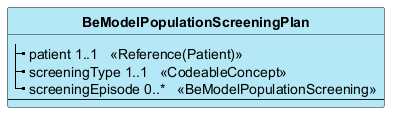 BeModelPopulationScreeningPlan
patient 1..1 «Reference(Patient)»
screeningType 1..1 «CodeableConcept»
screeningEpisode 0..* «BeModelPopulationScreening»